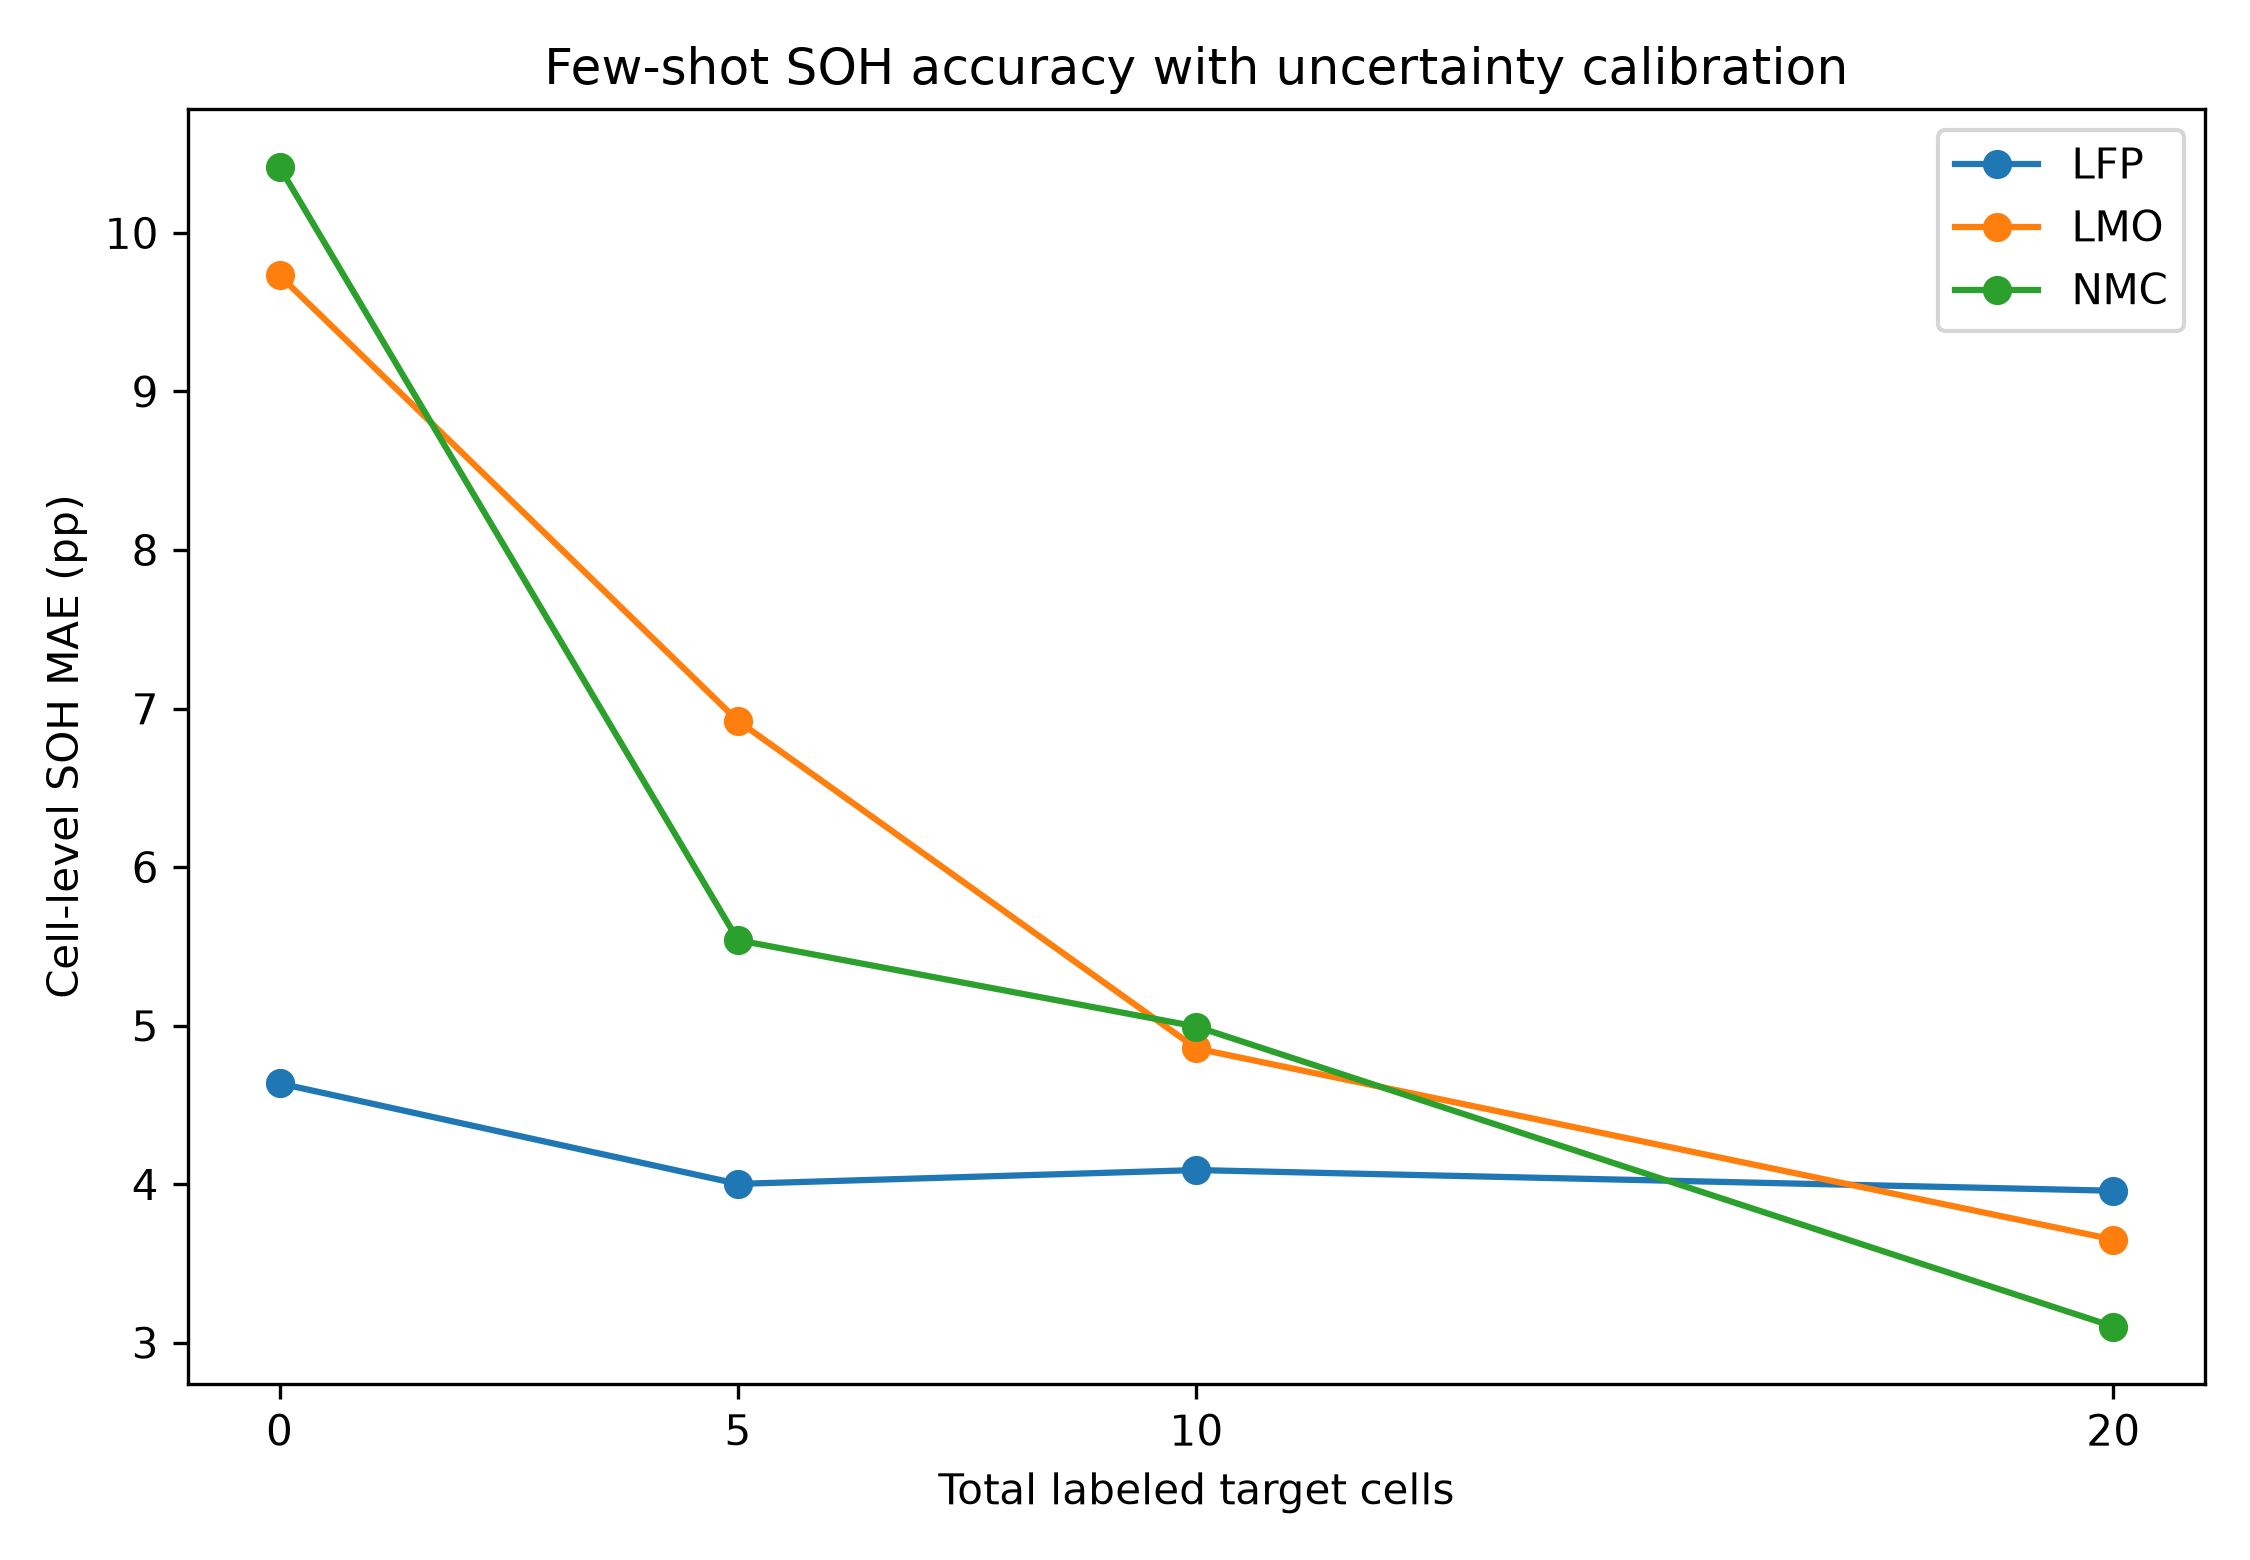 Few-shot SOH accuracy with uncertainty calibration
LFP
LMO
NMC
Cell-level SOH MAE (pp)
10
9
8
7
6
5
4
3
0 5 10 20
Total labeled target cells